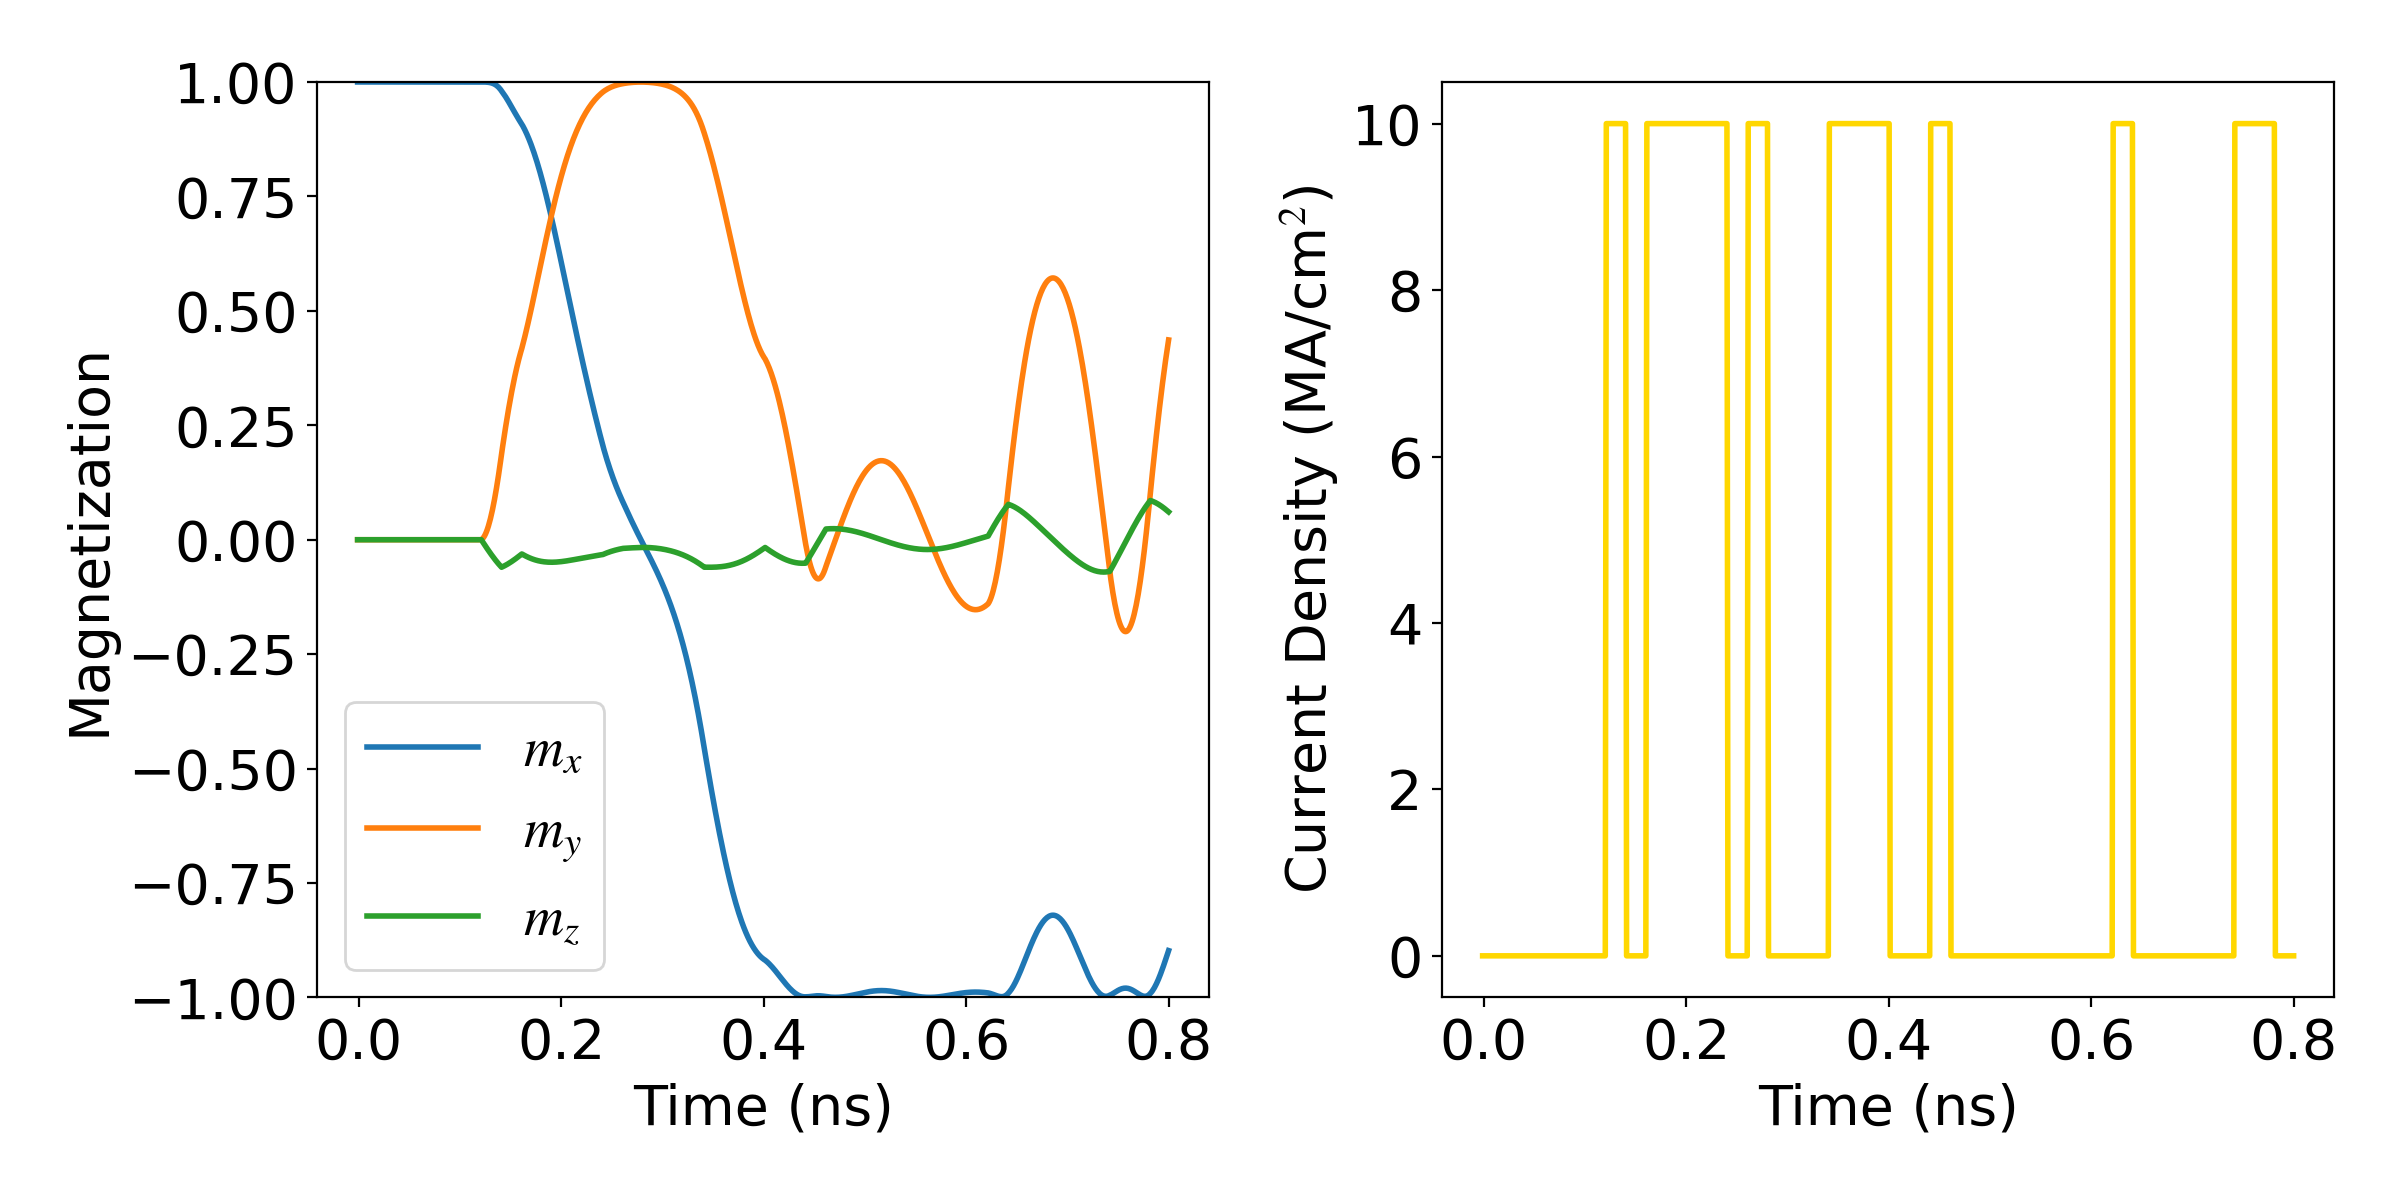 Magnetization
1.00
0.75
0.50
0.25
0.00
−0.25
−0.50
−0.75
−1.00
m_x
m_y
m_z
0.0 0.2 0.4 0.6 0.8
Time (ns)
Current Density (MA/cm²)
10
8
6
4
2
0
0.0 0.2 0.4 0.6 0.8
Time (ns)